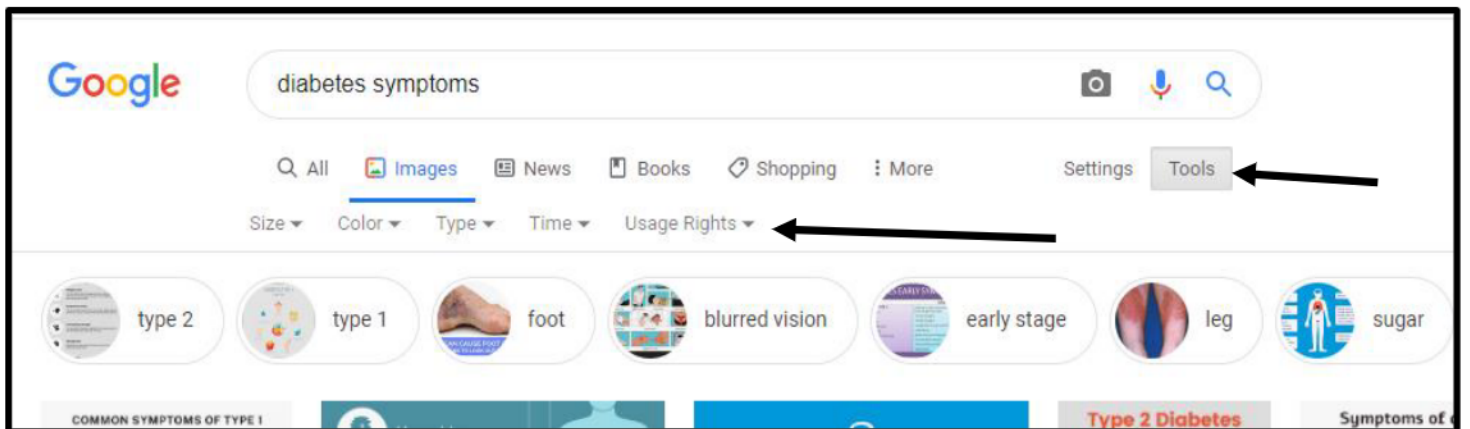 Google
diabetes symptoms
All Images News Books Shopping More Settings Tools
Size Color Type Time Usage Rights
type 2 type 1 foot blurred vision early stage leg sugar
COMMON SYMPTOMS OF TYPE 1
Type 2 Diabetes
Symptoms of